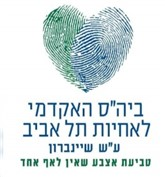 ביה"ס האקדמי
לאחיות תל אביב
ע"ש שיינברון
טביעת אצבע שאין לאף אחד